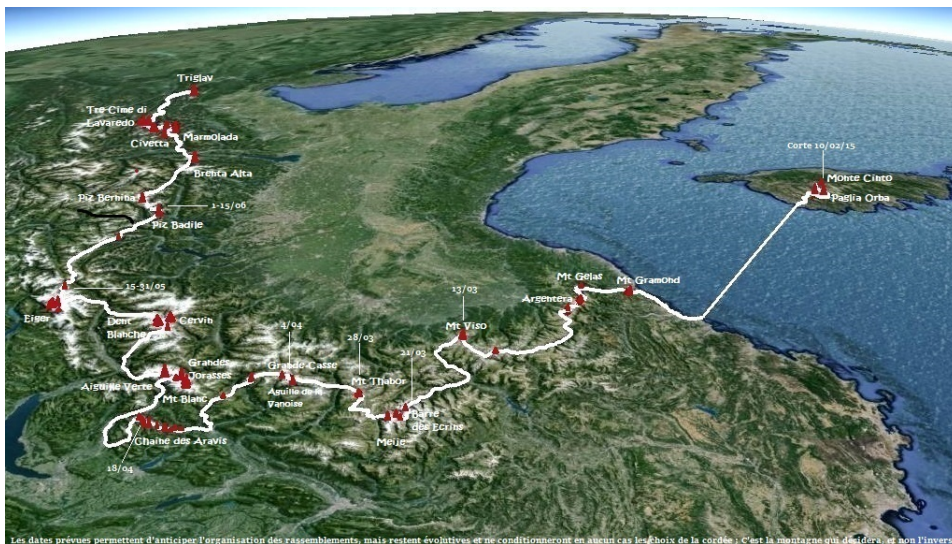 Triglav
Tre Cime di
Lavaredo
Marmolada
Civetta
Brenta Alta
Corte 10/02/15
Monte Cinto
Paglia Orba
Piz Bernina
1-15/06
Piz Badile
Mt Gelas
Mt Gramond
15-31/05
13/03
Argentera
Eiger
Dent
Blanche
Cervin
4/04
28/03
Mt Viso
21/03
Grandes
Jorasses
Grande Casse
Mt Thabor
Aiguille Verte
Aiguille de la
Vanoise
Mt Blanc
Barre
des Ecrins
Chaîne des Aravis
Meije
18/04
Les dates prévues permettent d'anticiper l'organisation des rassemblements, mais restent évolutives et ne conditionneront en aucun cas les choix de la cordée : C'est la montagne qui décidera, et non l'invers